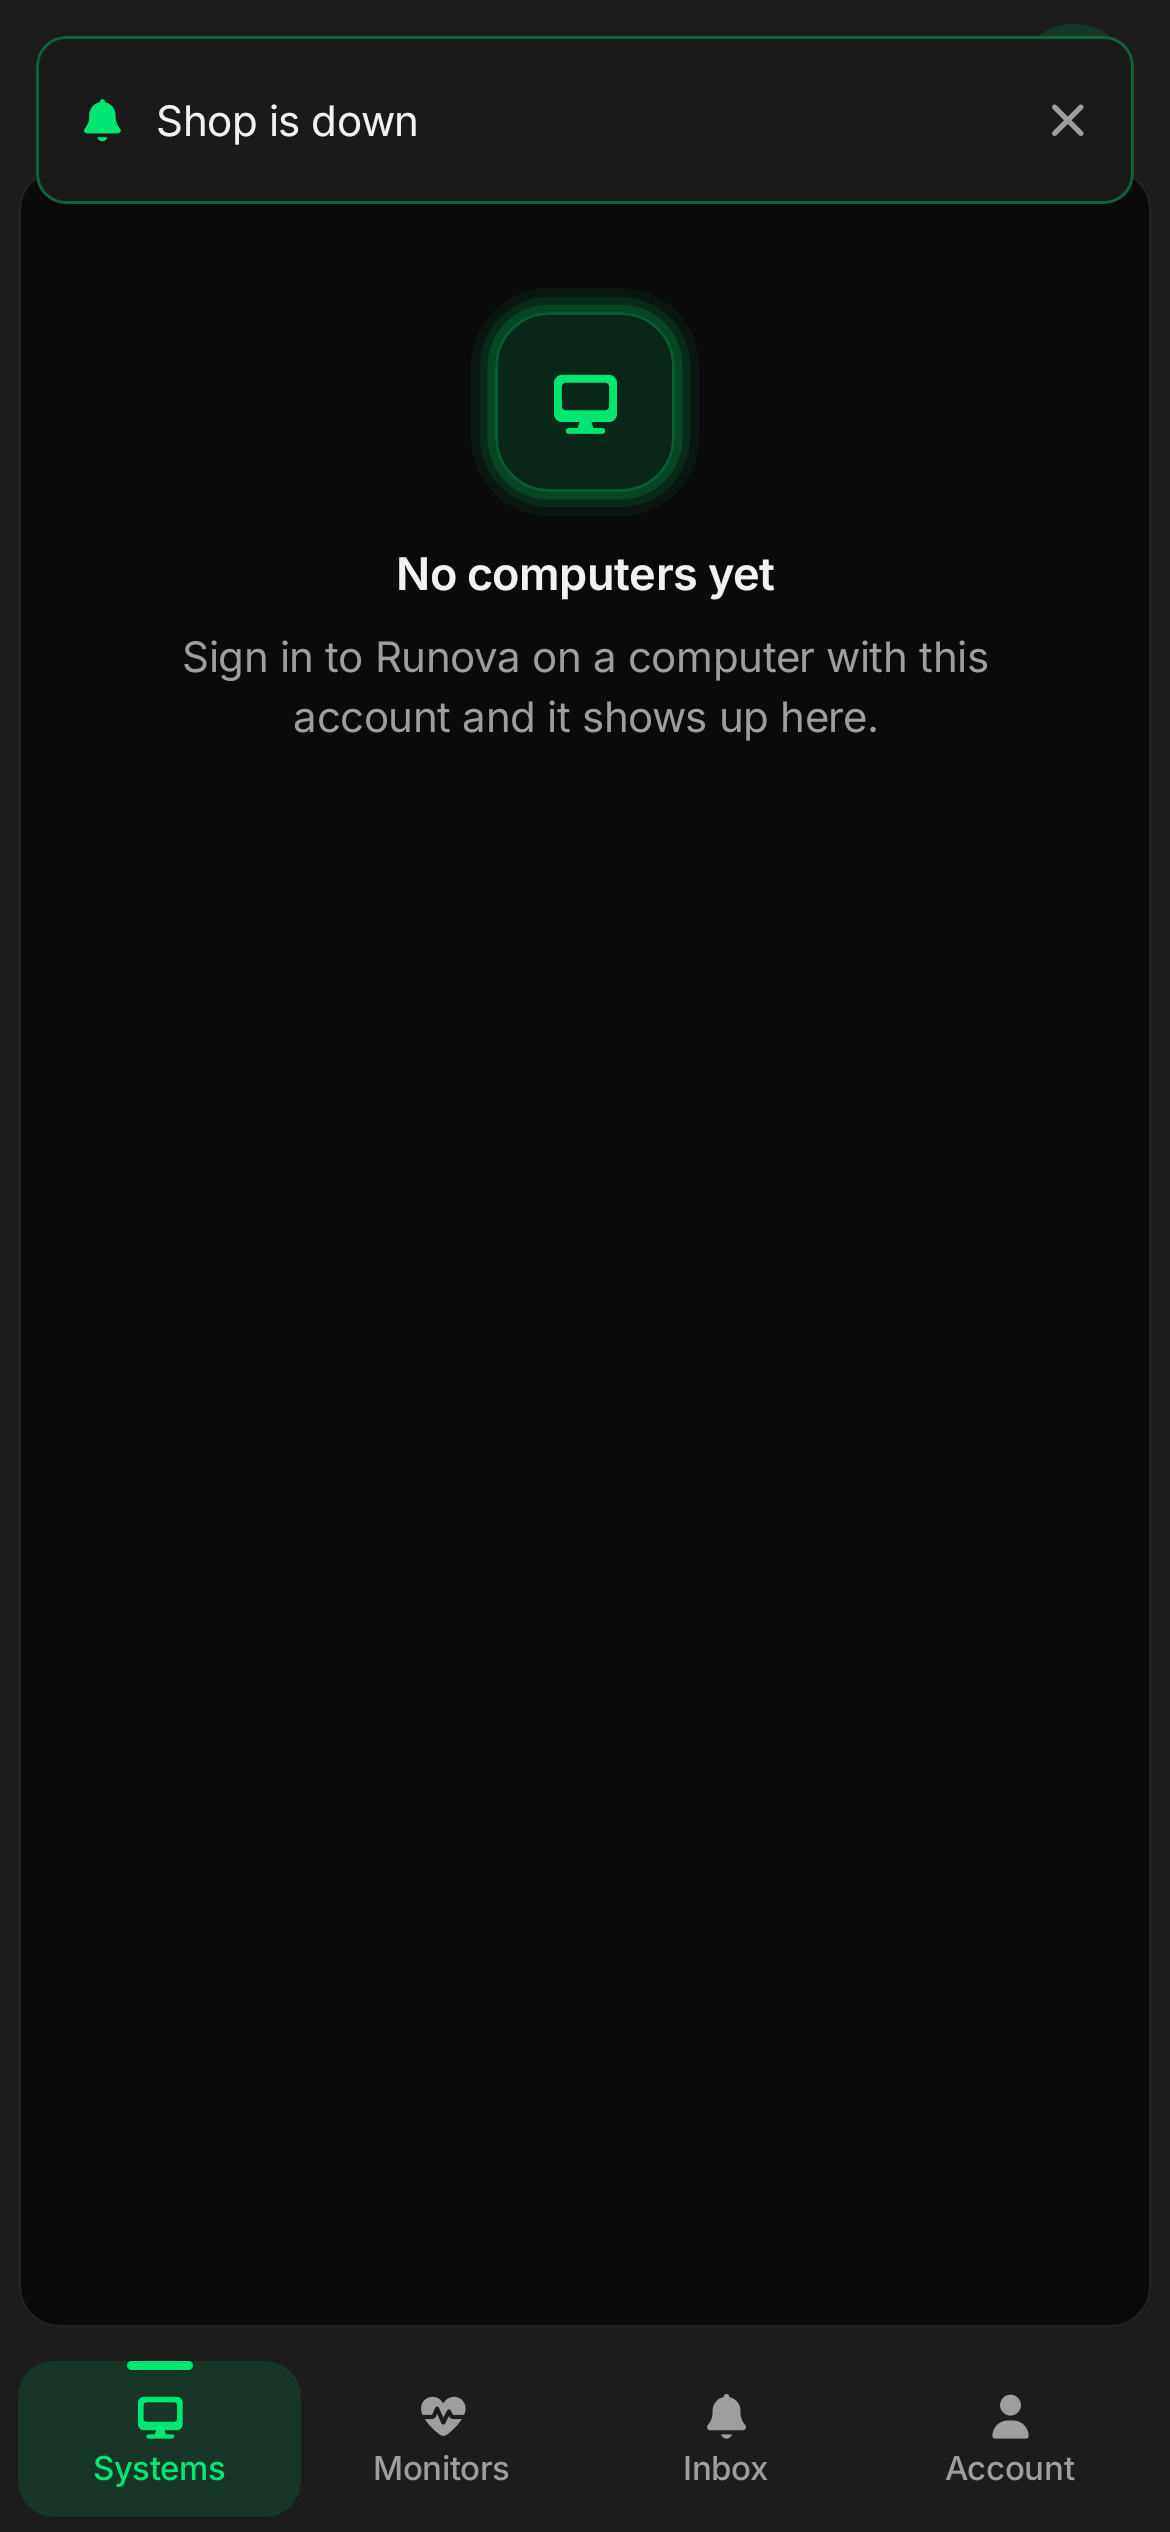 Shop is down
No computers yet
Sign in to Runova on a computer with this
account and it shows up here.
Systems
Monitors
Inbox
Account